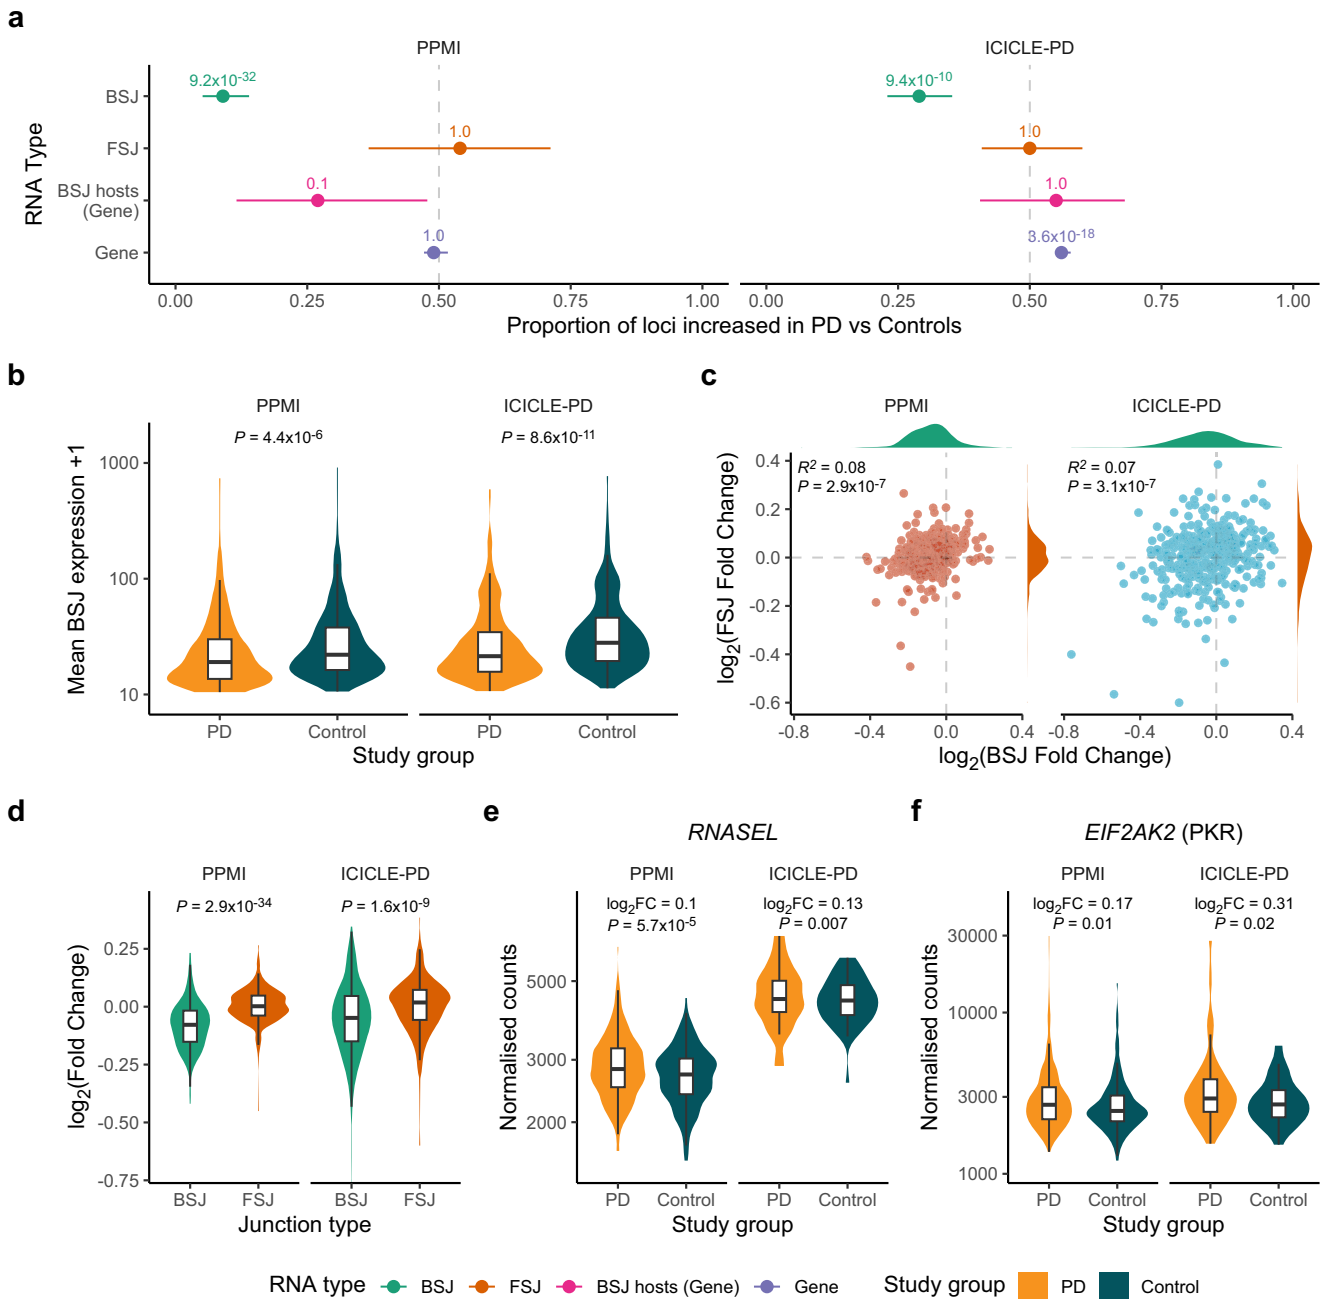 a
PPMI
ICICLE-PD
RNA Type
BSJ
FSJ
BSJ hosts
(Gene)
Gene
9.2x10-32
1.0
0.1
1.0
9.4x10-10
1.0
1.0
3.6x10-18
0.00 0.25 0.50 0.75 1.00
0.00 0.25 0.50 0.75 1.00
Proportion of loci increased in PD vs Controls
b
PPMI
ICICLE-PD
P = 4.4x10-6
P = 8.6x10-11
Mean BSJ expression +1
1000
100
10
PD Control
PD Control
Study group
c
PPMI
ICICLE-PD
R2 = 0.08
P = 2.9x10-7
R2 = 0.07
P = 3.1x10-7
log2(FSJ Fold Change)
0.4
0.2
0.0
-0.2
-0.4
-0.6
-0.8 -0.4 0.0 0.4
-0.8 -0.4 0.0 0.4
log2(BSJ Fold Change)
d
PPMI
ICICLE-PD
P = 2.9x10-34
P = 1.6x10-9
log2(Fold Change)
0.25
0.00
-0.25
-0.50
-0.75
BSJ FSJ
BSJ FSJ
Junction type
e
RNASEL
PPMI
ICICLE-PD
log2FC = 0.1
P = 5.7x10-5
log2FC = 0.13
P = 0.007
Normalised counts
5000
3000
2000
PD Control
PD Control
Study group
f
EIF2AK2 (PKR)
PPMI
ICICLE-PD
log2FC = 0.17
P = 0.01
log2FC = 0.31
P = 0.02
Normalised counts
30000
10000
3000
1000
PD Control
PD Control
Study group
RNA type BSJ FSJ BSJ hosts (Gene) Gene
Study group PD Control